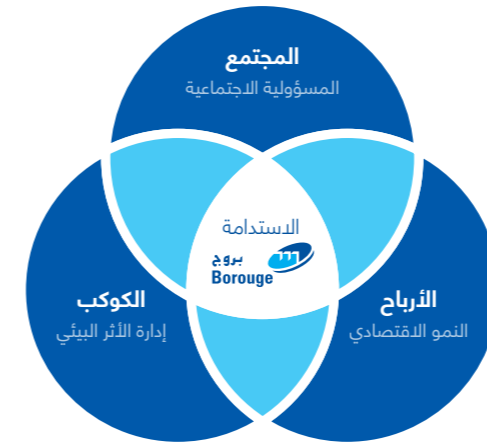 المجتمع
المسؤولية الاجتماعية
الاستدامة
بروج
Borouge
الأرباح
النمو الاقتصادي
الكوكب
إدارة الأثر البيئي